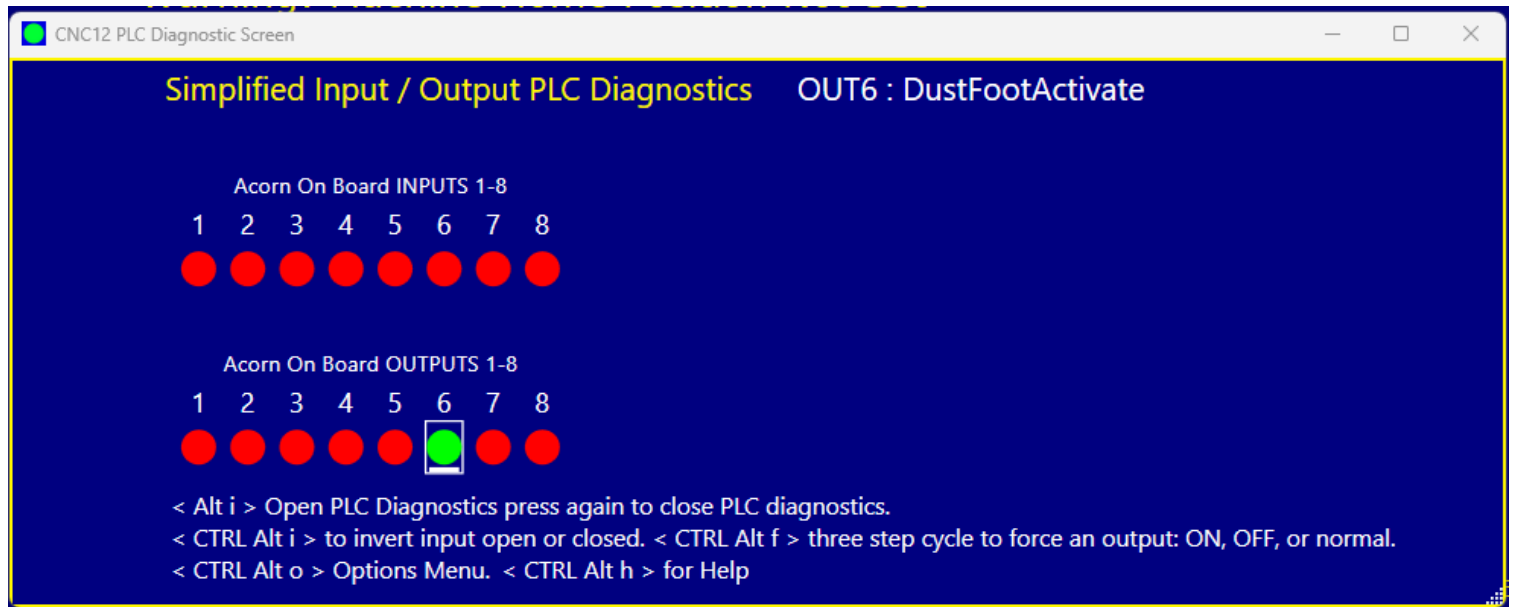 CNC12 PLC Diagnostic Screen
Simplified Input / Output PLC Diagnostics OUT6 : DustFootActivate
Acorn On Board INPUTS 1-8
1 2 3 4 5 6 7 8
Acorn On Board OUTPUTS 1-8
1 2 3 4 5 6 7 8
< Alt i > Open PLC Diagnostics press again to close PLC diagnostics.
< CTRL Alt i > to invert input open or closed. < CTRL Alt f > three step cycle to force an output: ON, OFF, or normal.
< CTRL Alt o > Options Menu. < CTRL Alt h > for Help